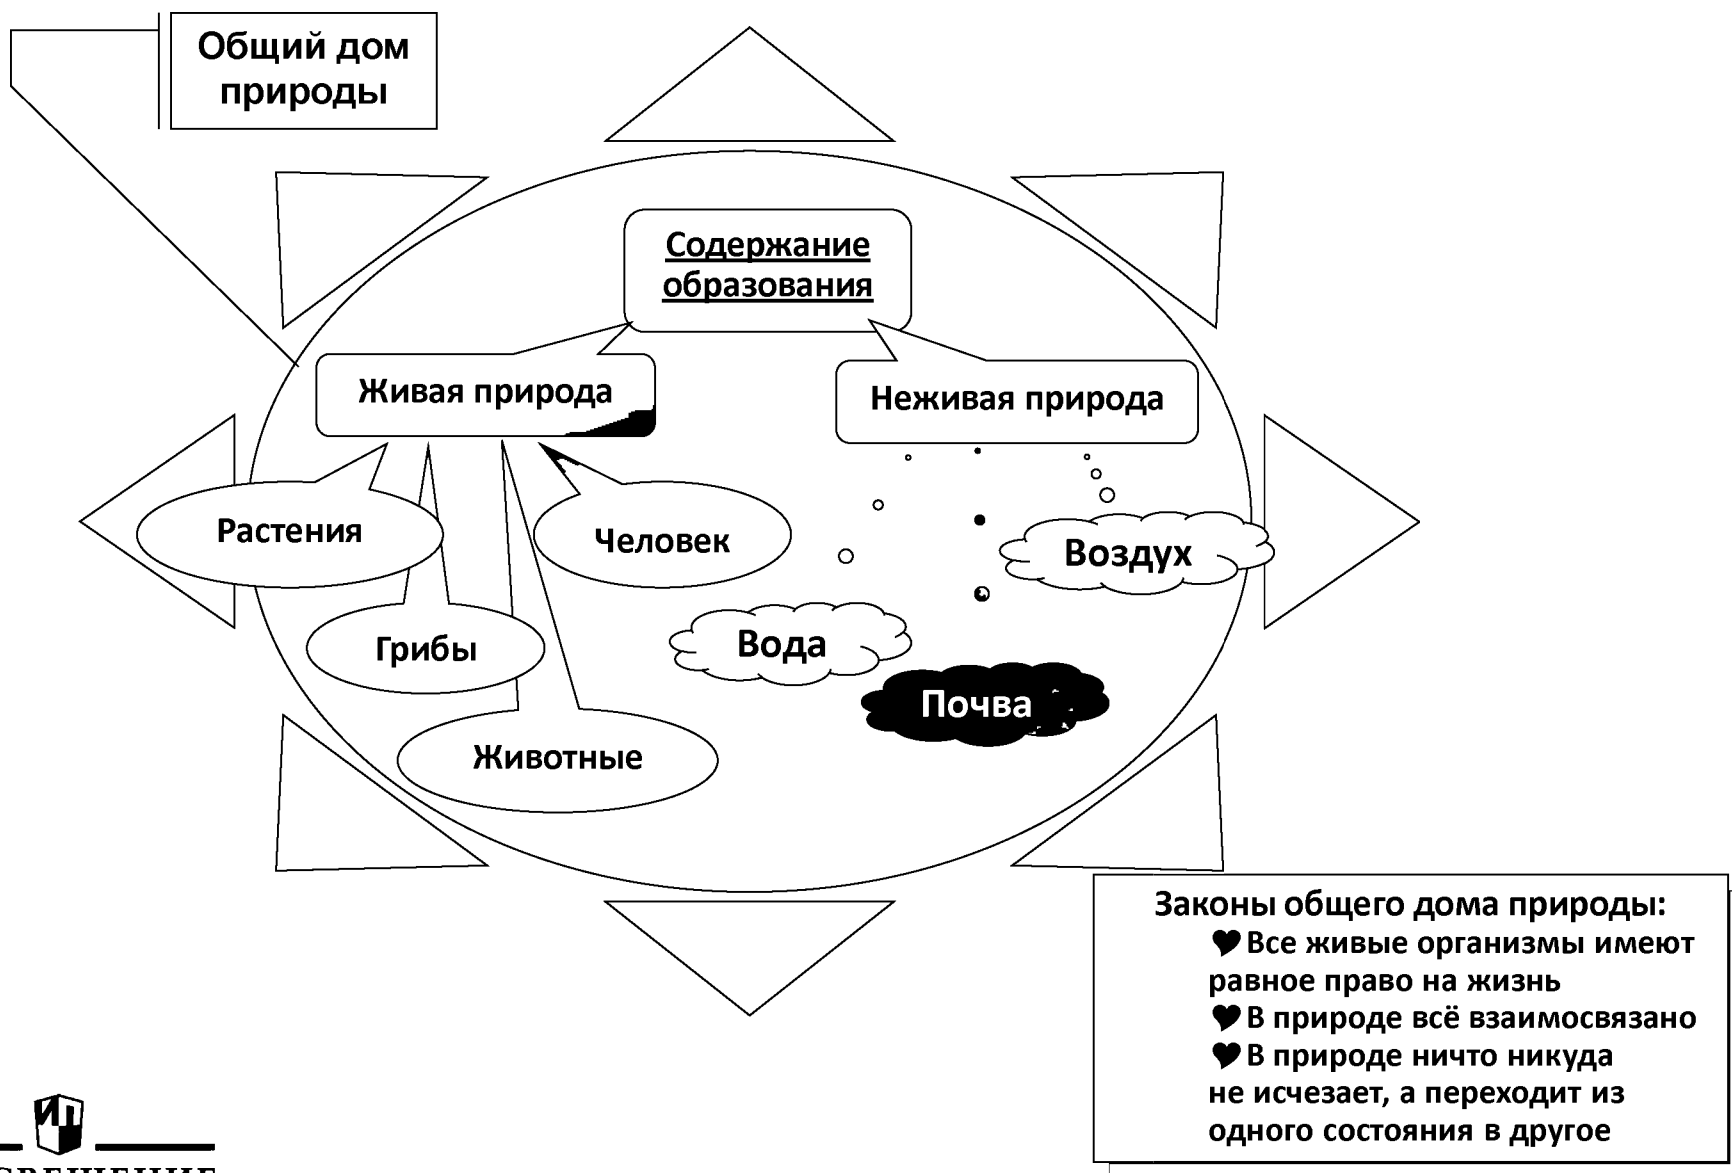 Общий дом
природы
Содержание
образования
Живая природа
Неживая природа
Растения
Человек
Воздух
Грибы
Вода
Почва
Животные
Законы общего дома природы:
Все живые организмы имеют
равное право на жизнь
В природе всё взаимосвязано
В природе ничто никуда
не исчезает, а переходит из
одного состояния в другое